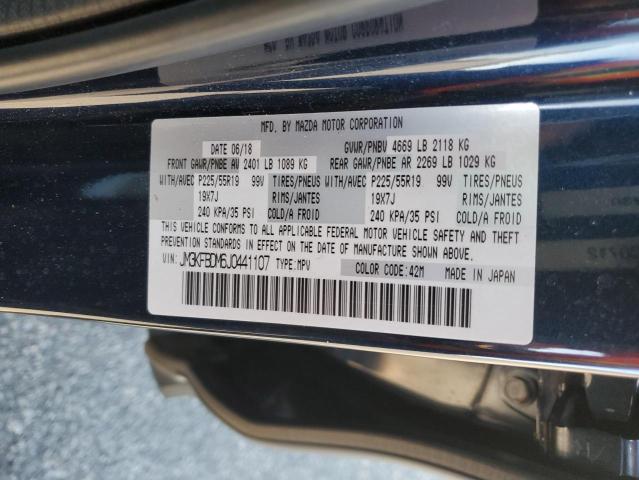 MFD. BY MAZDA MOTOR CORPORATION
DATE 06/18 GVWR/PNBV 4669 LB 2118 KG
FRONT GAWR/PNBE AV 2401 LB 1089 KG REAR GAWR/PNBE AR 2269 LB 1029 KG
WITH/AVEC P225/55R19 99V TIRES/PNEUS WITH/AVEC P225/55R19 99V TIRES/PNEUS
19X7J RIMS/JANTES 19X7J RIMS/JANTES
240 KPA/35 PSI COLD/A FROID 240 KPA/35 PSI COLD/A FROID
THIS VEHICLE CONFORMS TO ALL APPLICABLE FEDERAL MOTOR VEHICLE SAFETY AND THEFT
PREVENTION STANDARDS IN EFFECT ON THE DATE OF MANUFACTURE SHOWN ABOVE.
VIN: JM3KFBDM6J0441107 TYPE: MPV COLOR CODE: 42M MADE IN JAPAN